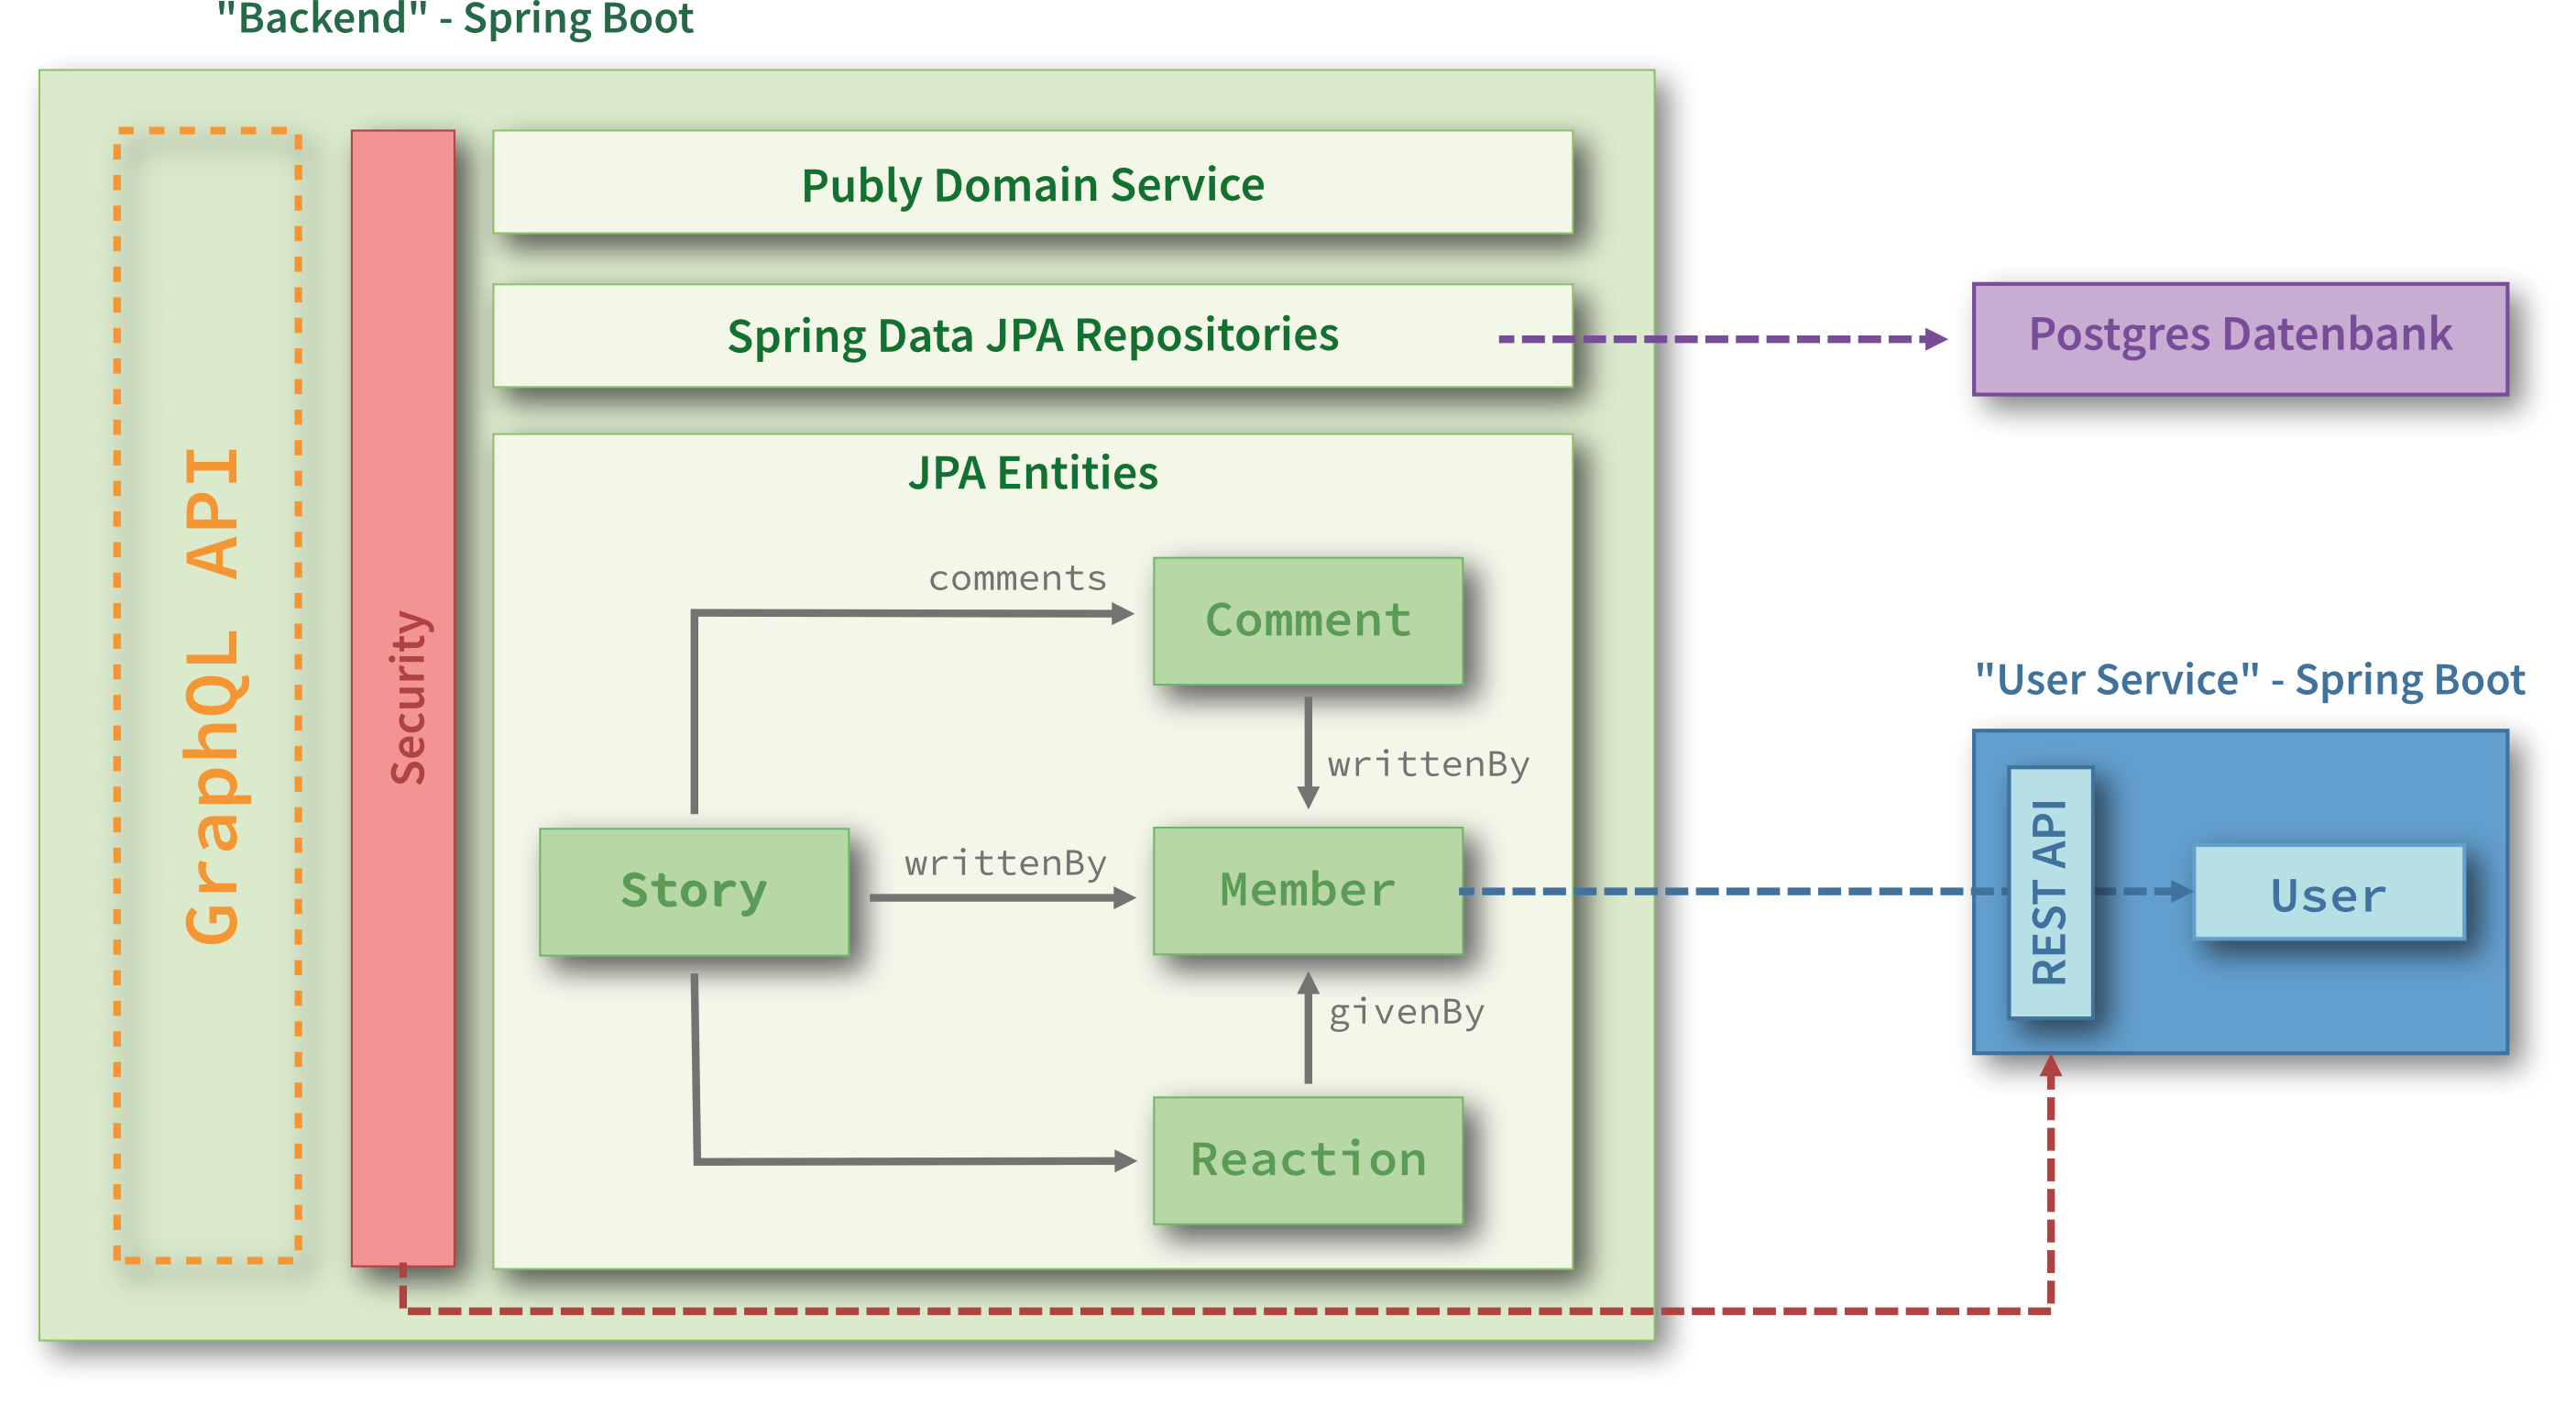 "Backend" - Spring Boot
GraphQL API
Security
Publy Domain Service
Spring Data JPA Repositories
JPA Entities
comments
Comment
writtenBy
Story
writtenBy
Member
givenBy
Reaction
Postgres Datenbank
"User Service" - Spring Boot
REST API
User